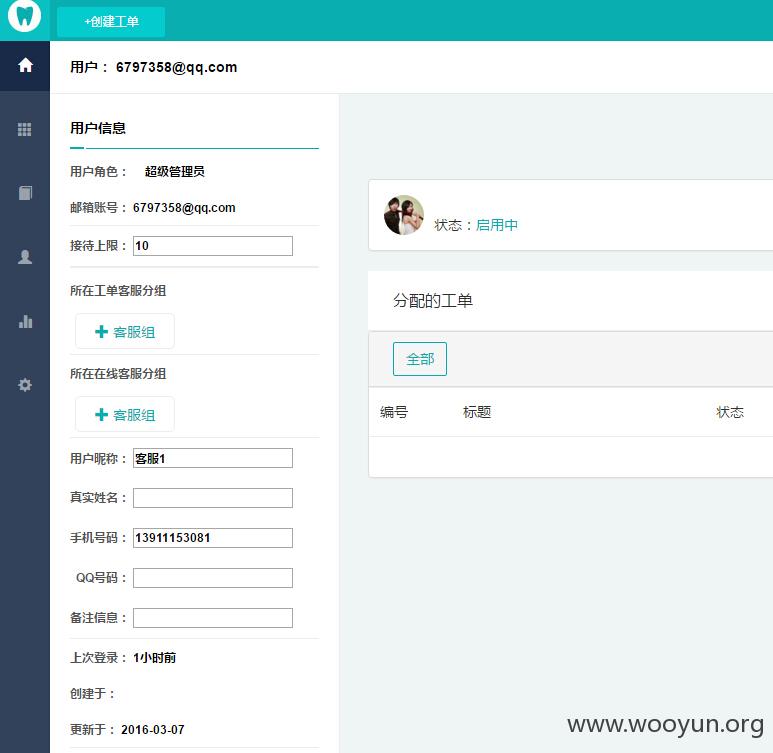 +创建工单
用户： 6797358@qq.com
用户信息
用户角色： 超级管理员
邮箱账号： 6797358@qq.com
接待上限： 10
所在工单客服分组
客服组
所在在线客服分组
客服组
用户昵称： 客服1
真实姓名：
手机号码： 13911153081
QQ号码：
备注信息：
上次登录： 1小时前
创建于：
更新于： 2016-03-07
状态：启用中
分配的工单
全部
编号 标题 状态
www.wooyun.org